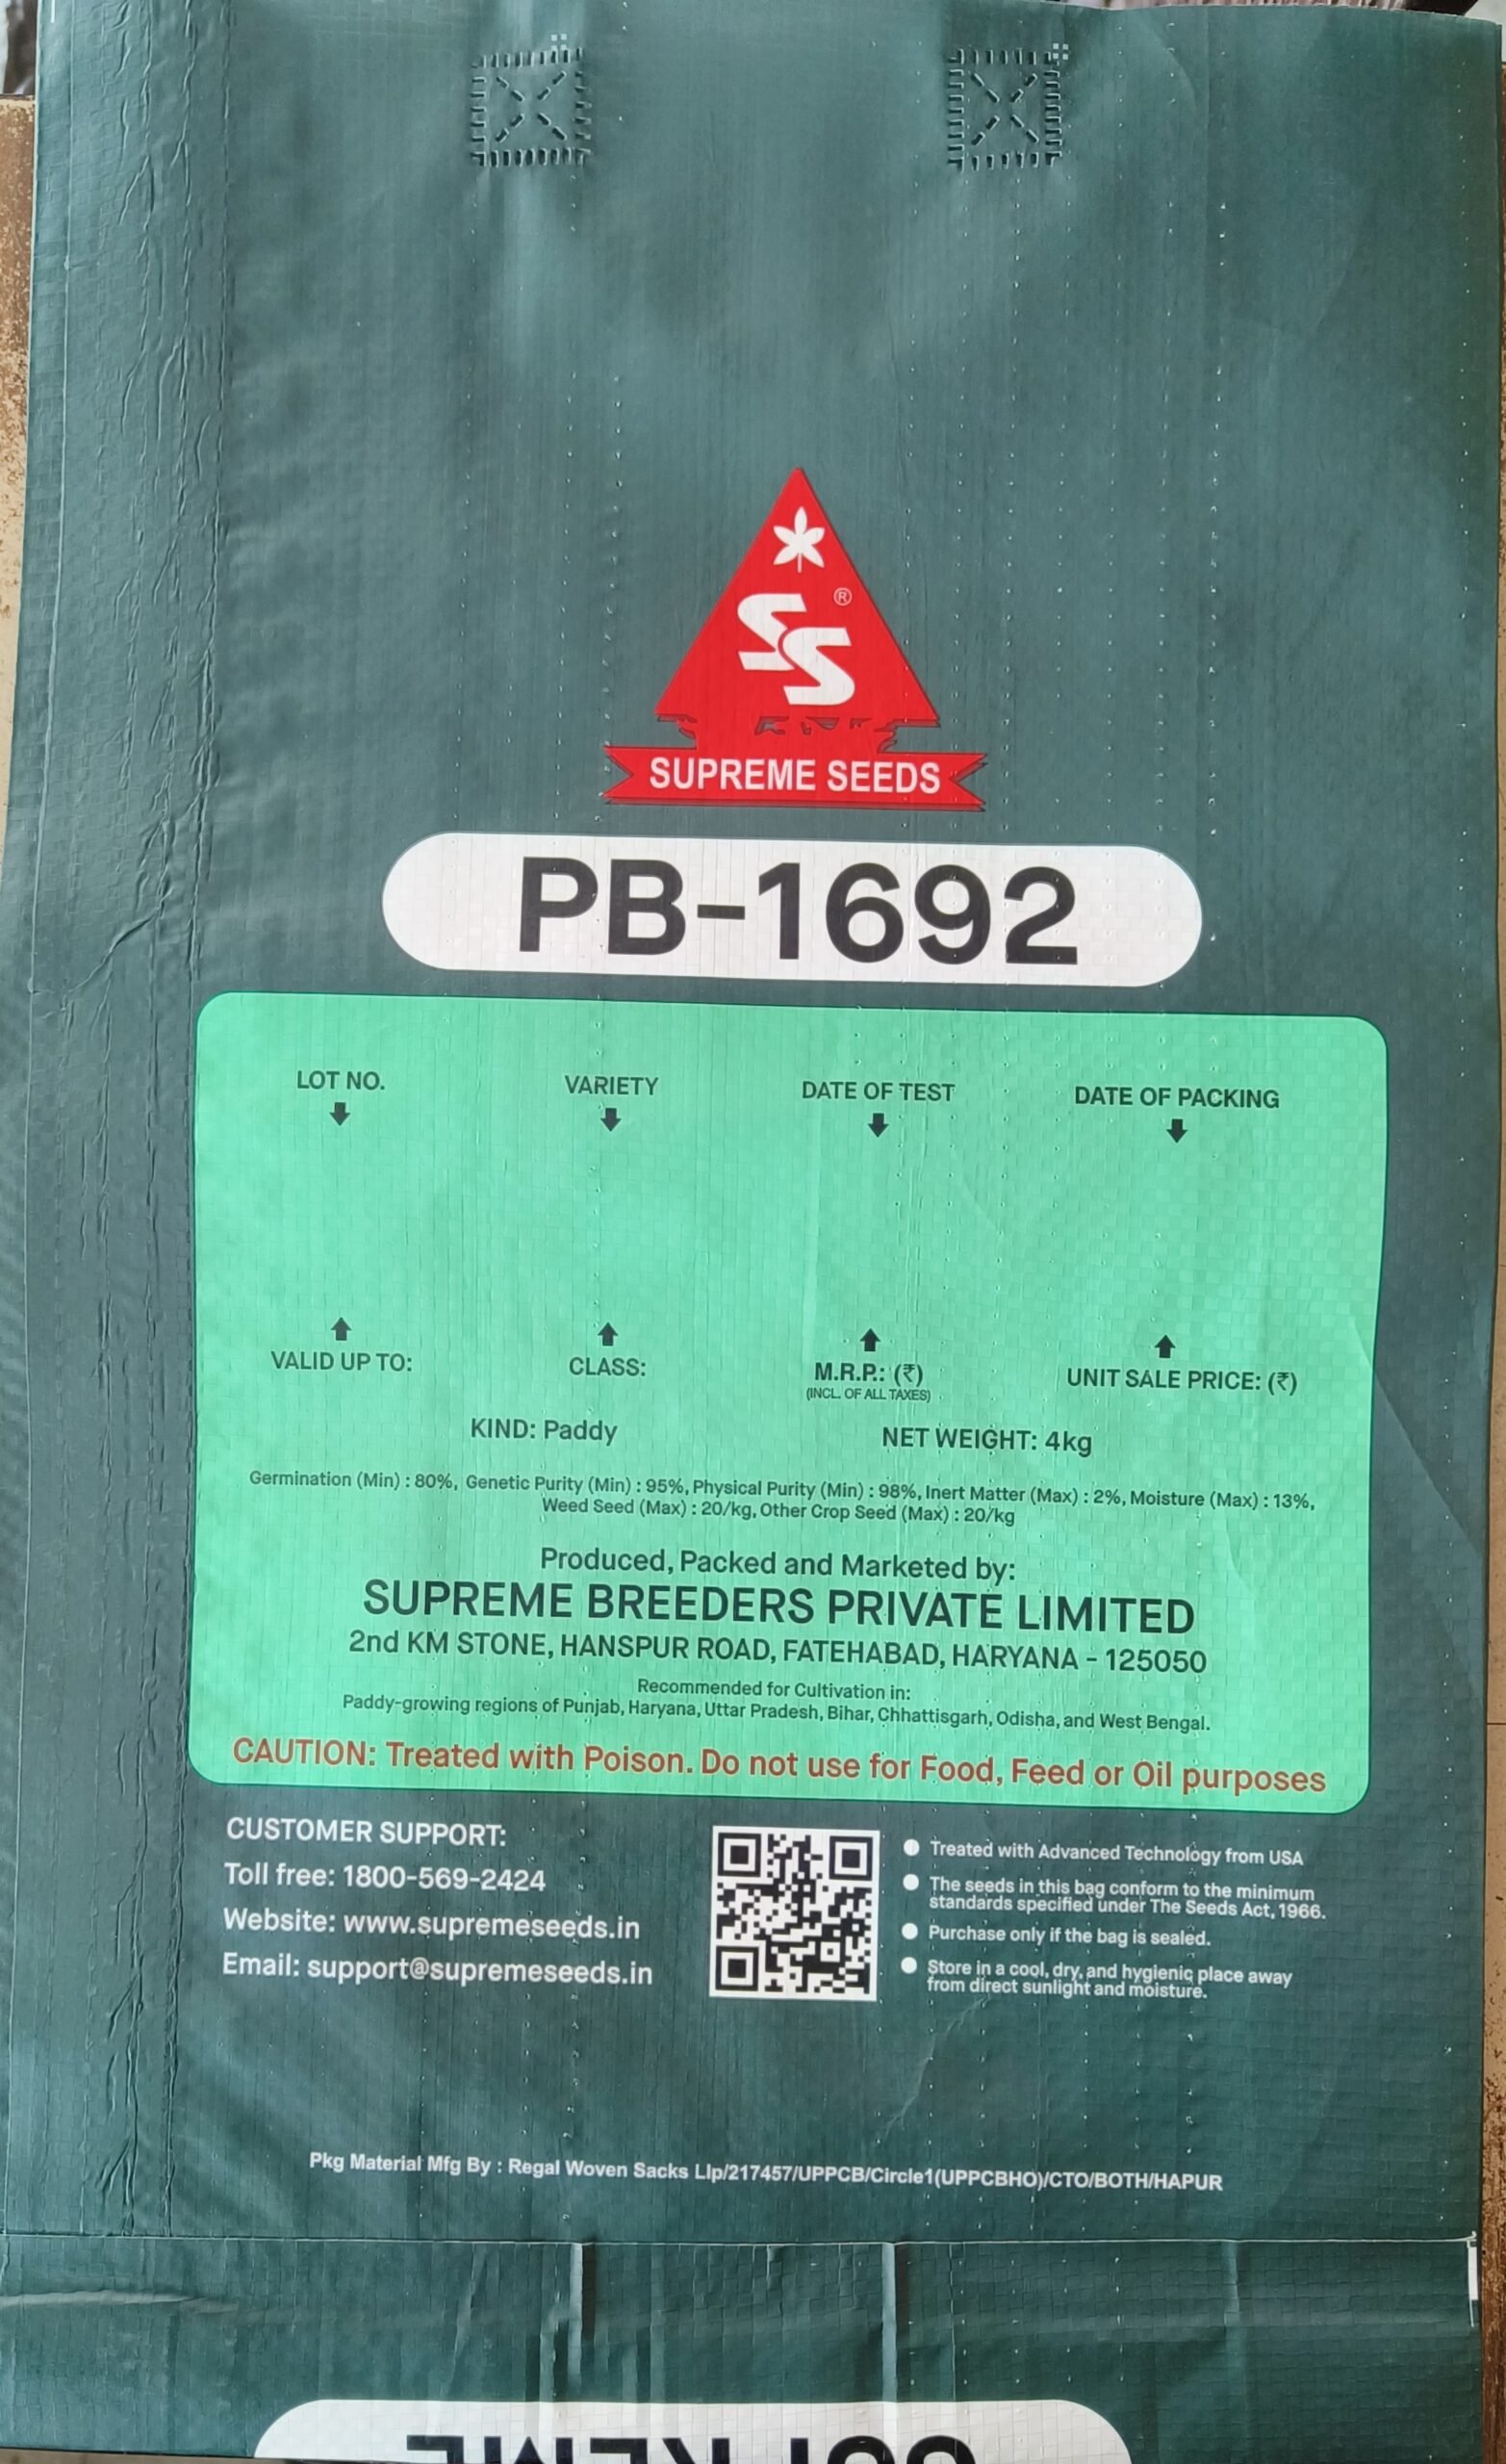 SS ®
SUPREME SEEDS
PB-1692
LOT NO. VARIETY DATE OF TEST DATE OF PACKING
VALID UP TO: CLASS: M.R.P.: (₹) UNIT SALE PRICE: (₹)
(INCL. OF ALL TAXES)
KIND: Paddy NET WEIGHT: 4kg
Germination (Min) : 80%, Genetic Purity (Min) : 95%, Physical Purity (Min) : 98%, Inert Matter (Max) : 2%, Moisture (Max) : 13%,
Weed Seed (Max) : 20/kg, Other Crop Seed (Max) : 20/kg
Produced, Packed and Marketed by:
SUPREME BREEDERS PRIVATE LIMITED
2nd KM STONE, HANSPUR ROAD, FATEHABAD, HARYANA - 125050
Recommended for Cultivation in:
Paddy-growing regions of Punjab, Haryana, Uttar Pradesh, Bihar, Chhattisgarh, Odisha, and West Bengal.
CAUTION: Treated with Poison. Do not use for Food, Feed or Oil purposes
CUSTOMER SUPPORT:
Toll free: 1800-569-2424
Website: www.supremeseeds.in
Email: support@supremeseeds.in
Treated with Advanced Technology from USA
The seeds in this bag conform to the minimum
standards specified under The Seeds Act, 1966.
Purchase only if the bag is sealed.
Store in a cool, dry, and hygienic place away
from direct sunlight and moisture.
Pkg Material Mfg By : Regal Woven Sacks Llp/217457/UPPCB/Circle1(UPPCBHO)/CTO/BOTH/HAPUR